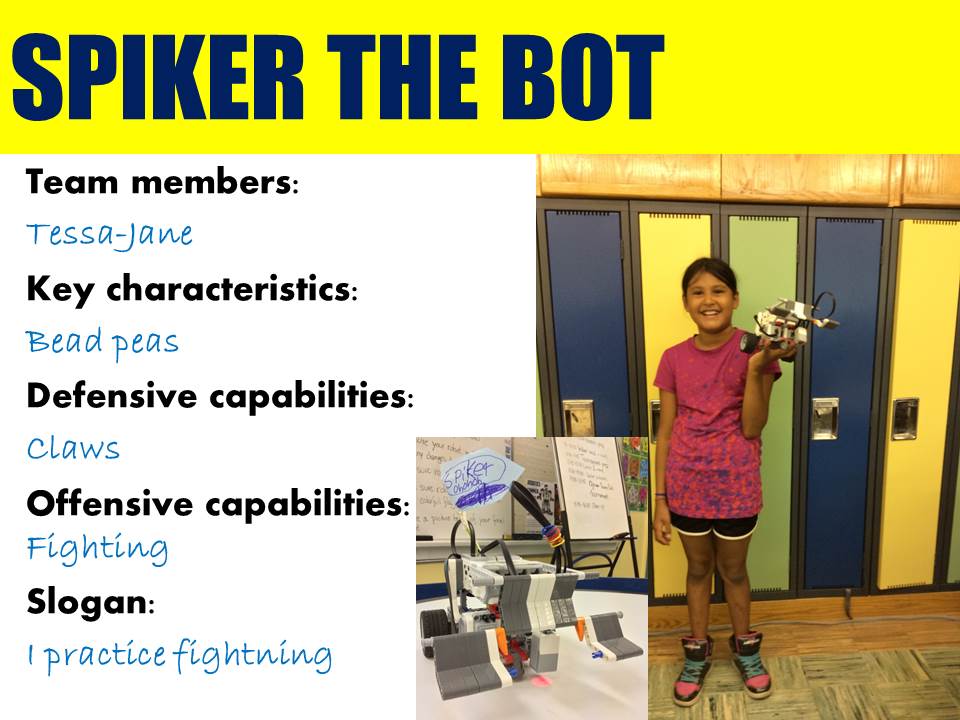 SPIKER THE BOT
Team members:
Tessa-Jane
Key characteristics:
Bead peas
Defensive capabilities:
Claws
Offensive capabilities:
Fighting
Slogan:
I practice fightning
Spiker